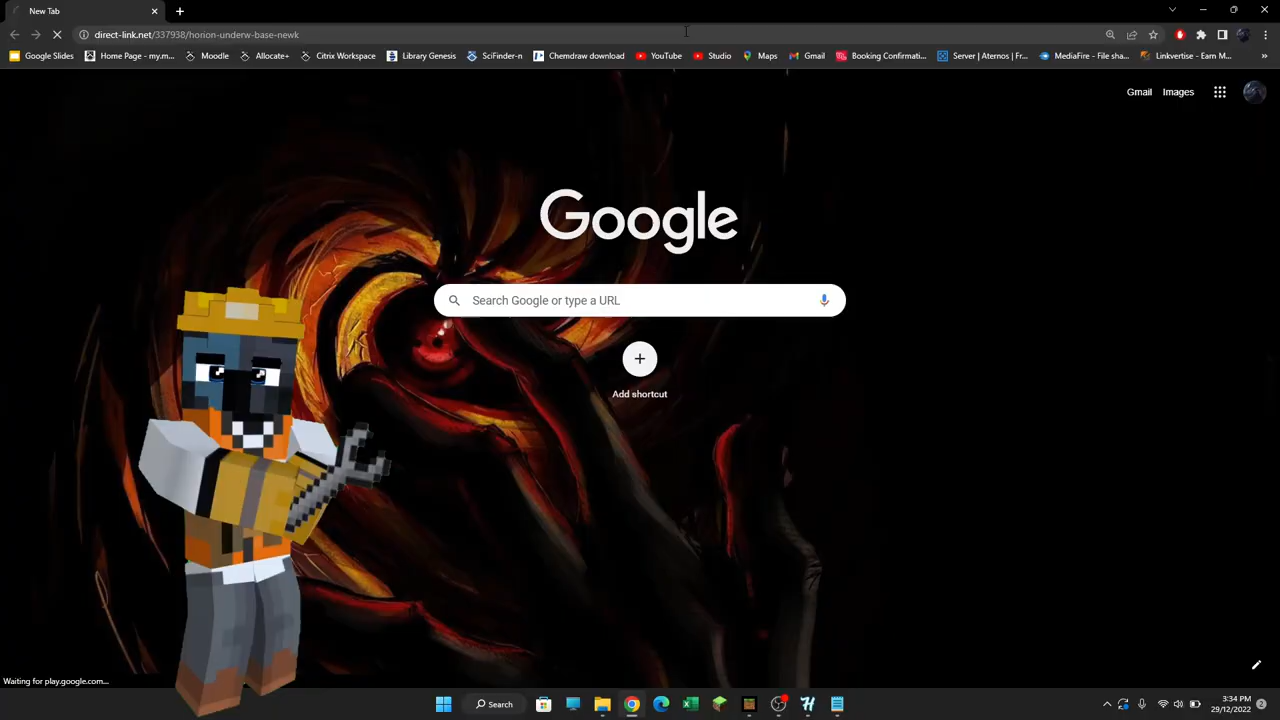 New Tab
direct-link.net/337938/horion-underw-base-newk
Google Slides Home Page - my.m... Moodle Allocate+ Citrix Workspace Library Genesis SciFinder-n Chemdraw download YouTube Studio Maps Gmail Booking Confirmati... Server | Aternos | Fr... MediaFire - File sha... Linkvertise - Earn M... »
Gmail Images
Google
Search Google or type a URL
Add shortcut
Waiting for play.google.com...
Search
3:34 PM
29/12/2022